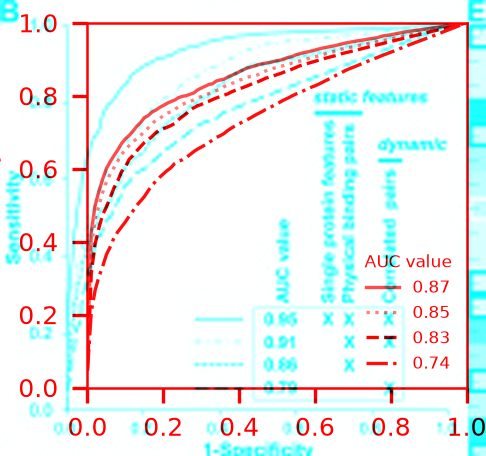 B
E
1.0
0.8
0.6
0.4
0.2
0.0
0.0 0.2 0.4 0.6 0.8 1.0
Sensitivity
1-Specificity
static features
dynamic
AUC value
Single protein features
Physical binding pairs
Correlated pairs
0.95 X X X
0.91 X X
0.86 X
0.79 X
AUC value
0.87
0.85
0.83
0.74